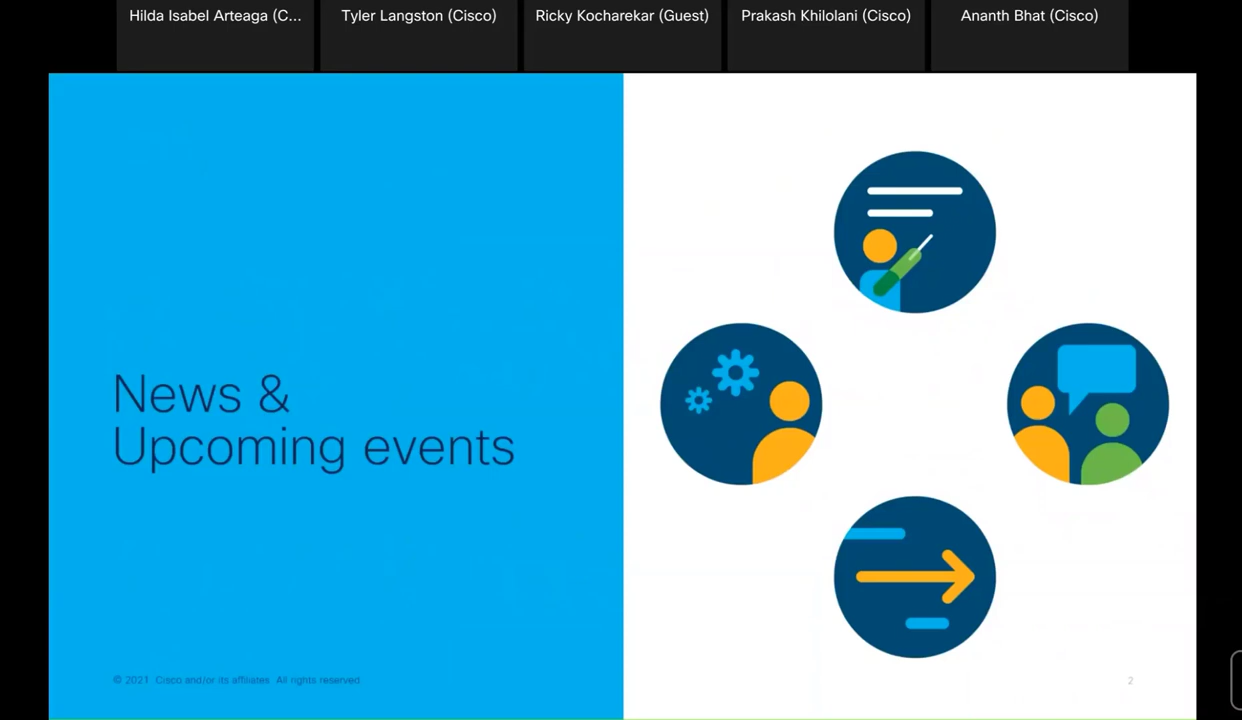 Hilda Isabel Arteaga (C...
Tyler Langston (Cisco)
Ricky Kocharekar (Guest)
Prakash Khilolani (Cisco)
Ananth Bhat (Cisco)
News &
Upcoming events
© 2021 Cisco and/or its affiliates. All rights reserved.
2